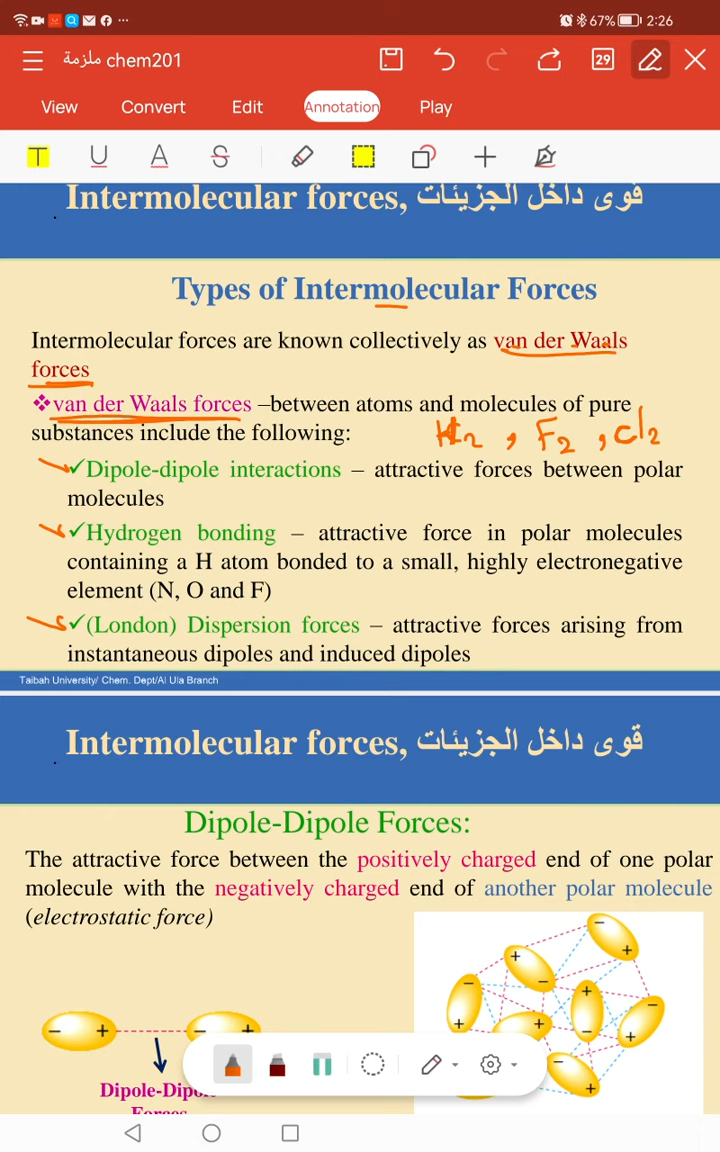 67% 2:26
ملزمة chem201
29
View Convert Edit Annotation Play
T U A S
Intermolecular forces, قوى داخل الجزيئات
Types of Intermolecular Forces
Intermolecular forces are known collectively as van der Waals
forces
❖van der Waals forces –between atoms and molecules of pure
substances include the following:
H2 , F2 , Cl2
✓Dipole-dipole interactions – attractive forces between polar
molecules
✓Hydrogen bonding – attractive force in polar molecules
containing a H atom bonded to a small, highly electronegative
element (N, O and F)
✓(London) Dispersion forces – attractive forces arising from
instantaneous dipoles and induced dipoles
Taibah University/ Chem. Dept/Al Ula Branch
Intermolecular forces, قوى داخل الجزيئات
Dipole-Dipole Forces:
The attractive force between the positively charged end of one polar
molecule with the negatively charged end of another polar molecule
(electrostatic force)
Dipole-Dipole
Forces